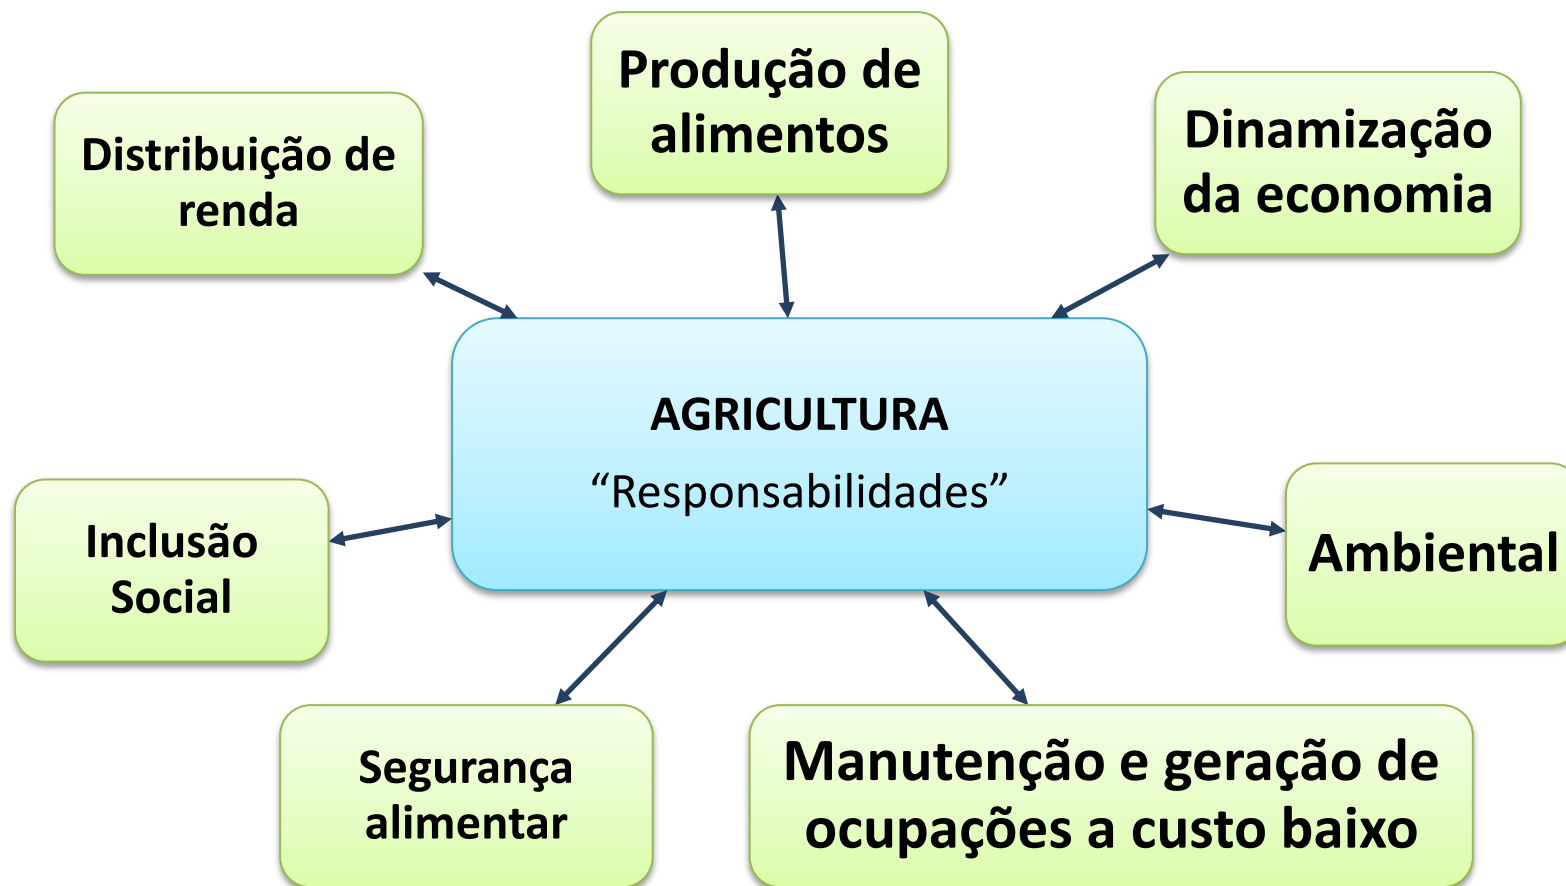 Produção de
alimentos
Distribuição de
renda
Dinamização
da economia
AGRICULTURA
“Responsabilidades”
Inclusão
Social
Ambiental
Segurança
alimentar
Manutenção e geração de
ocupações a custo baixo